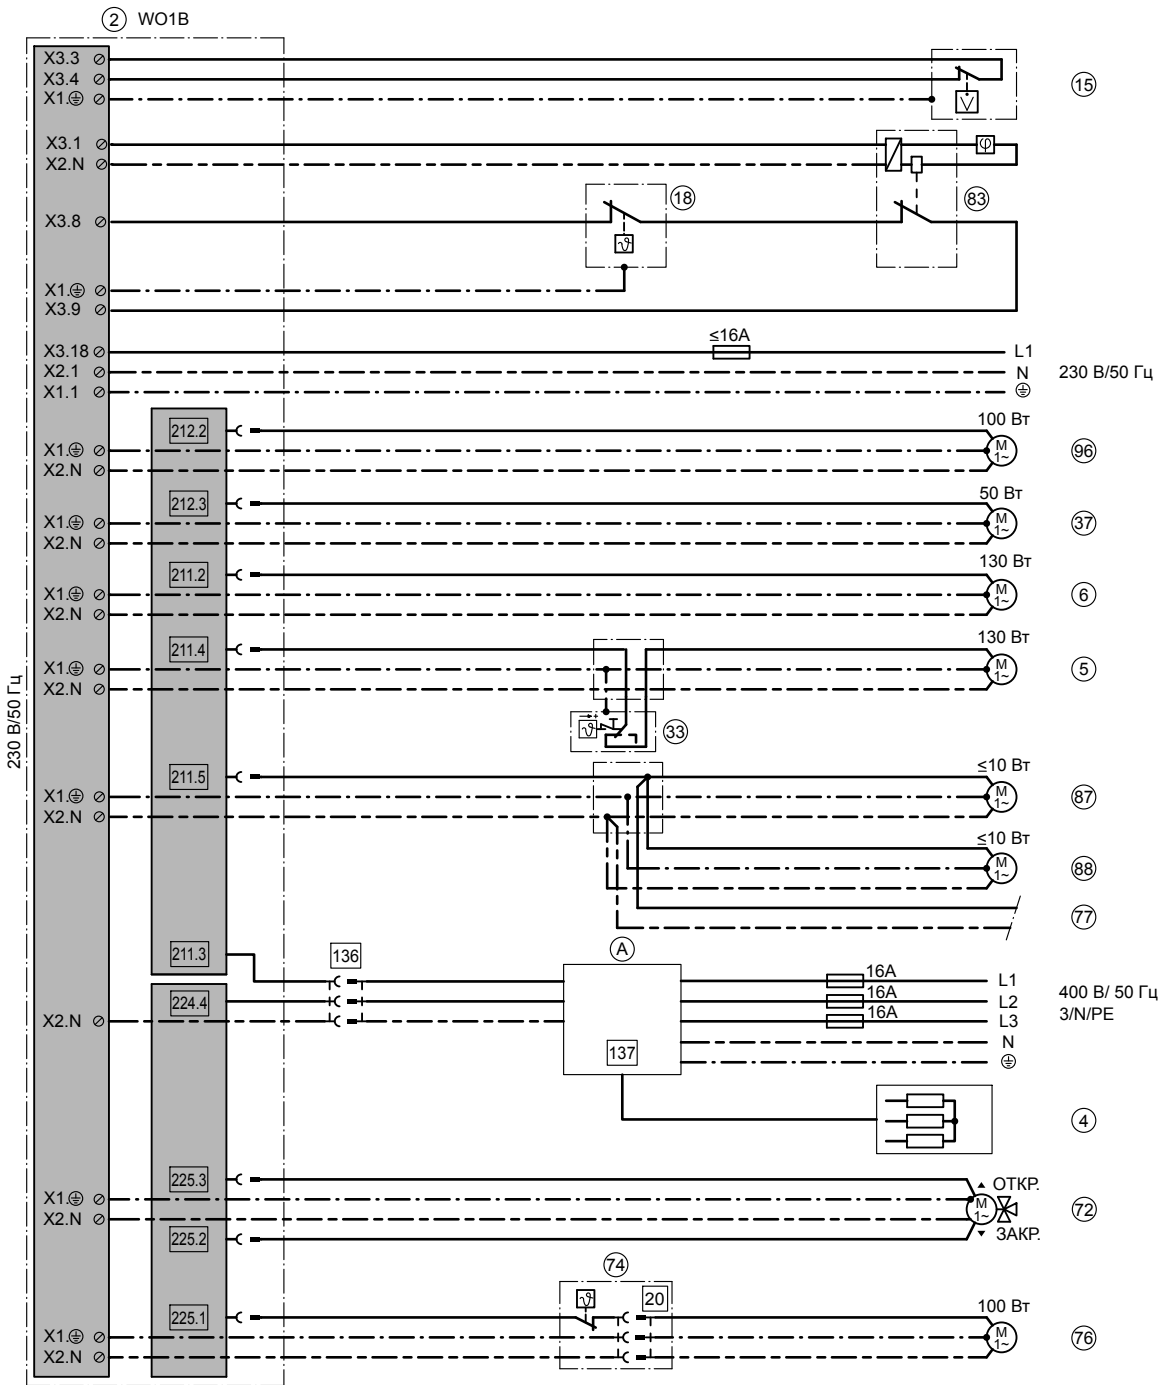 2 WO1B
X3.3
X3.4
X1.⏚
15
X3.1
X2.N
φ
18
83
X3.8
ϑ
X1.⏚
X3.9
≤16A
X3.18 L1
X2.1 N 230 В/50 Гц
X1.1 ⏚
212.2 100 Вт
X1.⏚ M 1~ 96
X2.N
212.3 50 Вт
X1.⏚ M 1~ 37
X2.N
211.2 130 Вт
X1.⏚ M 1~ 6
X2.N
211.4 130 Вт
X1.⏚ M 1~ 5
X2.N
230 В/50 Гц
ϑ 33
211.5 ≤10 Вт
X1.⏚ M 1~ 87
X2.N
≤10 Вт
M 1~ 88
77
211.3 136 A
16A L1
224.4 16A L2 400 В/ 50 Гц
X2.N 16A L3 3/N/PE
N
137 ⏚
4
225.3 ОТКР.
X1.⏚ M 1~ 72
X2.N
225.2 ЗАКР.
74
ϑ 20
225.1 100 Вт
X1.⏚ M 1~ 76
X2.N